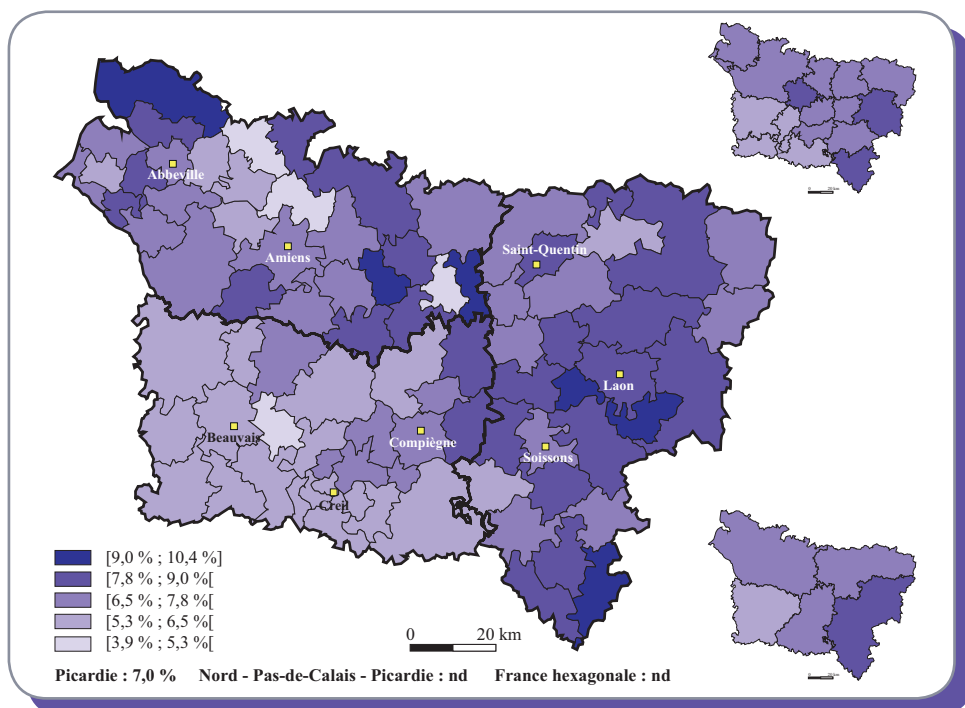 Abbeville
Amiens
Saint-Quentin
Laon
Beauvais
Compiègne
Soissons
Creil
[9,0 % ; 10,4 %]
[7,8 % ; 9,0 %[
[6,5 % ; 7,8 %[
[5,3 % ; 6,5 %[
[3,9 % ; 5,3 %[
0 20 km
Picardie : 7,0 % Nord - Pas-de-Calais - Picardie : nd France hexagonale : nd